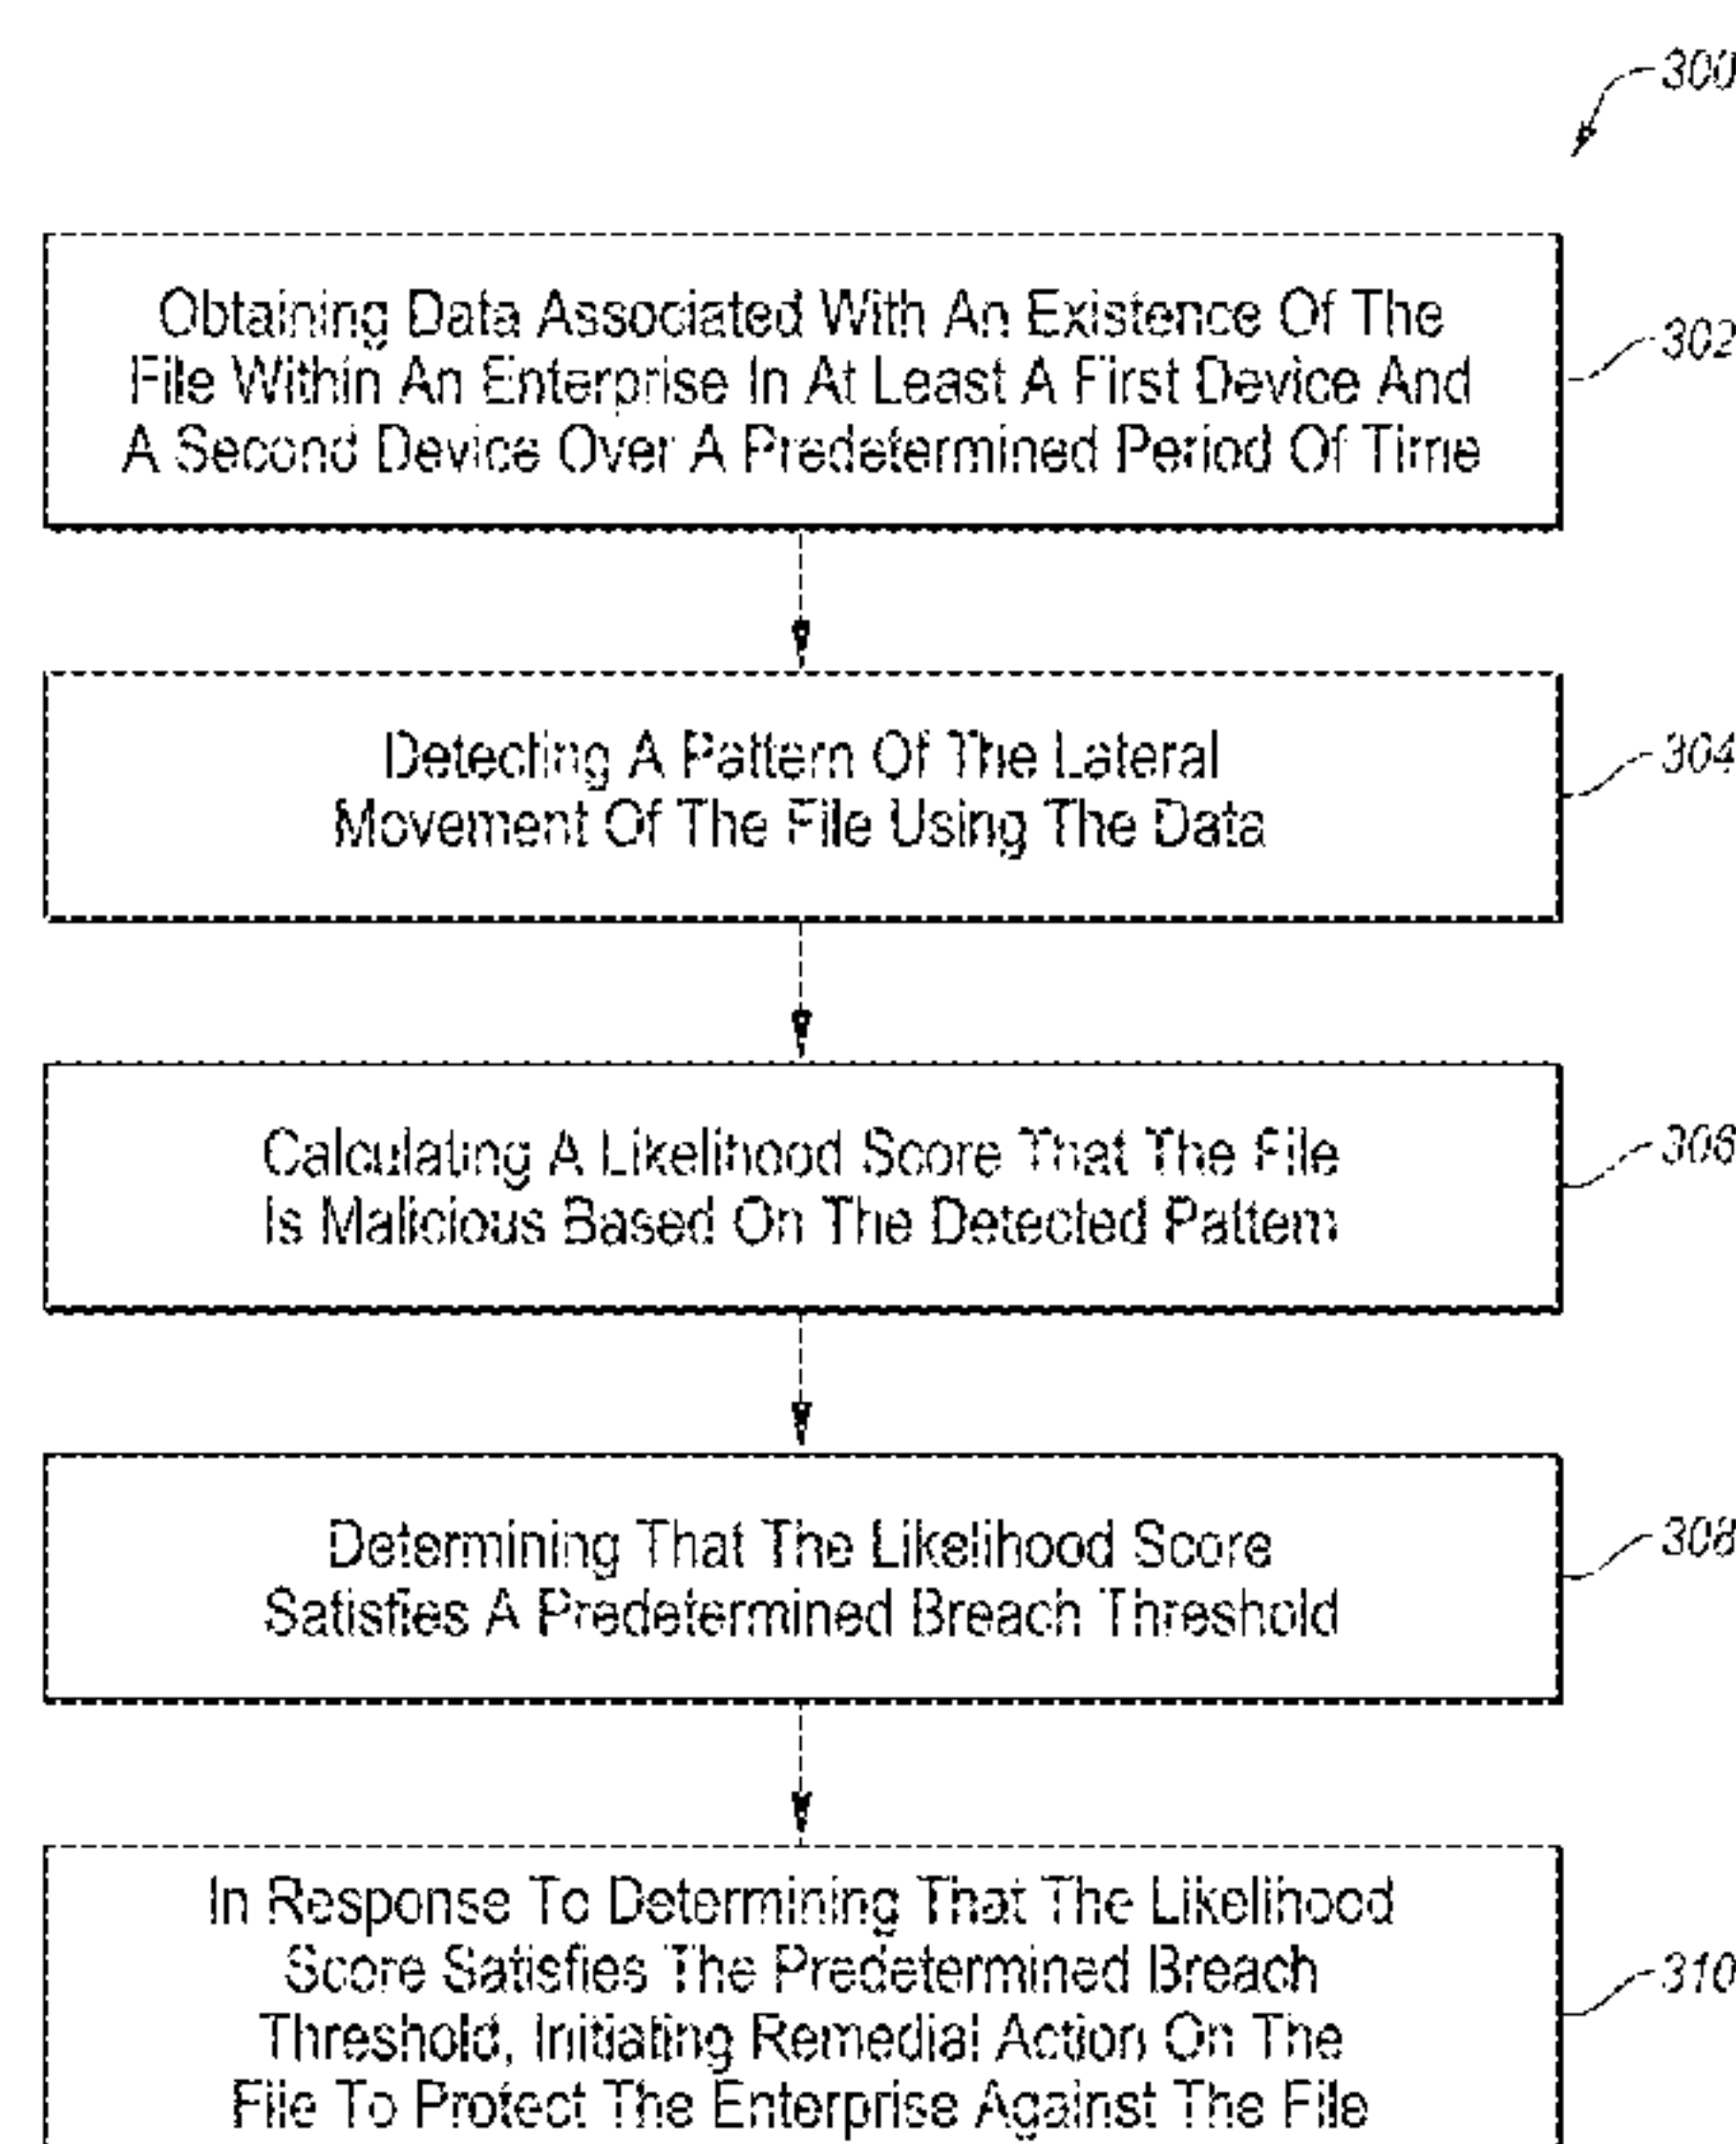 300
Obtaining Data Associated With An Existence Of The
File Within An Enterprise In At Least A First Device And
A Second Device Over A Predetermined Period Of Time
302
Detecting A Pattern Of The Lateral
Movement Of The File Using The Data
304
Calculating A Likelihood Score That The File
Is Malicious Based On The Detected Pattern
306
Determining That The Likelihood Score
Satisfies A Predetermined Breach Threshold
308
In Response To Determining That The Likelihood
Score Satisfies The Predetermined Breach
Threshold, Initiating Remedial Action On The
File To Protect The Enterprise Against The File
310